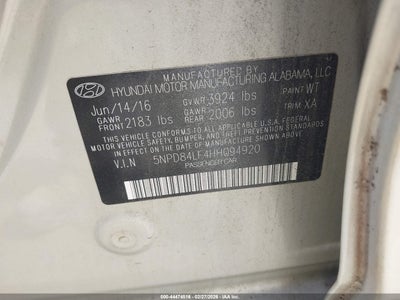 MANUFACTURED BY
HYUNDAI MOTOR MANUFACTURING ALABAMA, LLC
Jun/14/16 GVWR 3924 lbs PAINT WT
GAWR FRONT 2183 lbs GAWR REAR 2006 lbs TRIM XA
THIS VEHICLE CONFORMS TO ALL APPLICABLE U.S. FEDERAL
MOTOR VEHICLE SAFETY, BUMPER, AND THEFT PREVENTION
STANDARDS IN EFFECT ON THE DATE OF MANUFACTURE SHOWN ABOVE.
V.I.N 5NPD84LF4HH094920
PASSENGER CAR